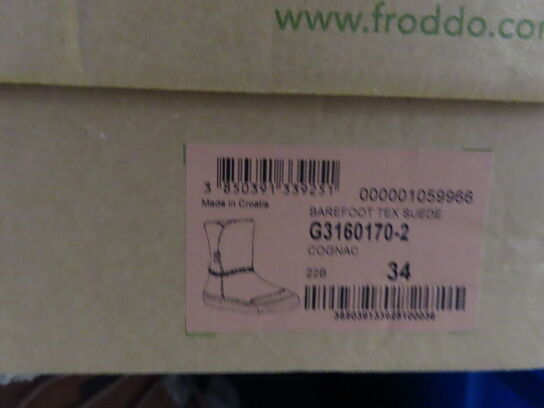 www.froddo.co
3 850391 339251
000001059966
Made in Croatia
BAREFOOT TEX SUEDE
G3160170-2
COGNAC
22B
34